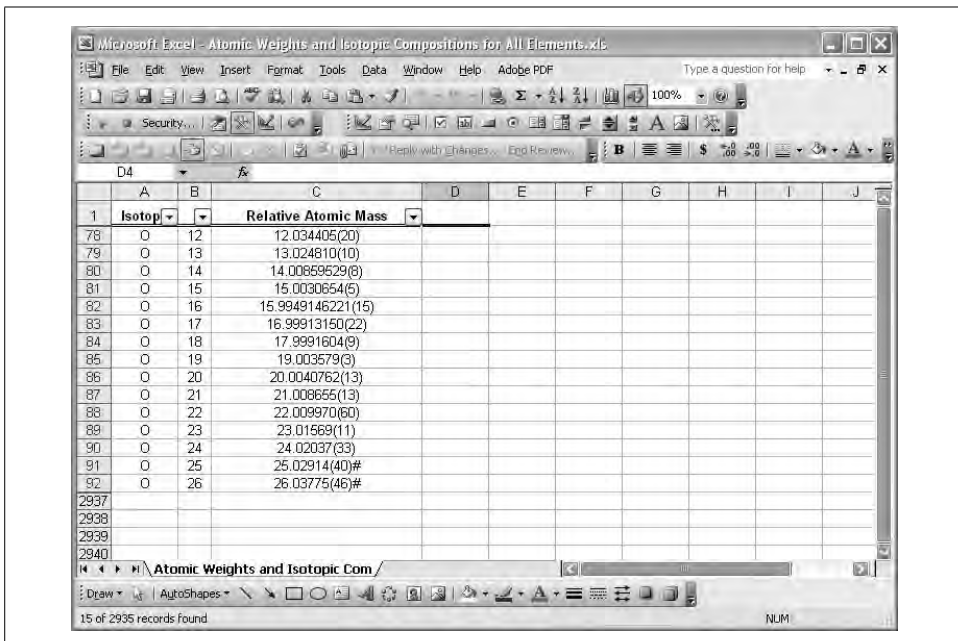 Microsoft Excel - Atomic Weights and Isotopic Compositions for All Elements.xls
File Edit View Insert Format Tools Data Window Help Adobe PDF Type a question for help
100%
Security...
Reply with Changes... End Review...
B $ .00 .00
D4 fx
A B C D E F G H I J
1 Isotop Relative Atomic Mass
78 O 12 12.034405(20)
79 O 13 13.024810(10)
80 O 14 14.00859529(8)
81 O 15 15.0030654(5)
82 O 16 15.9949146221(15)
83 O 17 16.99913150(22)
84 O 18 17.9991604(9)
85 O 19 19.003579(3)
86 O 20 20.0040762(13)
87 O 21 21.008655(13)
88 O 22 22.009970(60)
89 O 23 23.01569(11)
90 O 24 24.02037(33)
91 O 25 25.02914(40)#
92 O 26 26.03775(46)#
2937
2938
2939
2940
Atomic Weights and Isotopic Com
Draw AutoShapes
15 of 2935 records found NUM